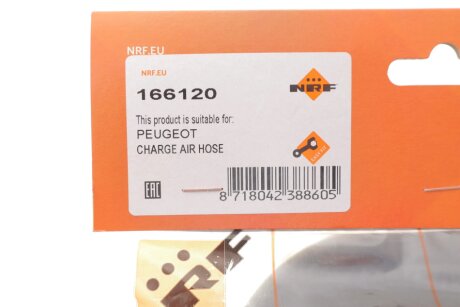 NRF.EU
NRF.EU
NRF
166120
This product is suitable for:
PEUGEOT
CHARGE AIR HOSE
EAC
8 718042 388605
NRF